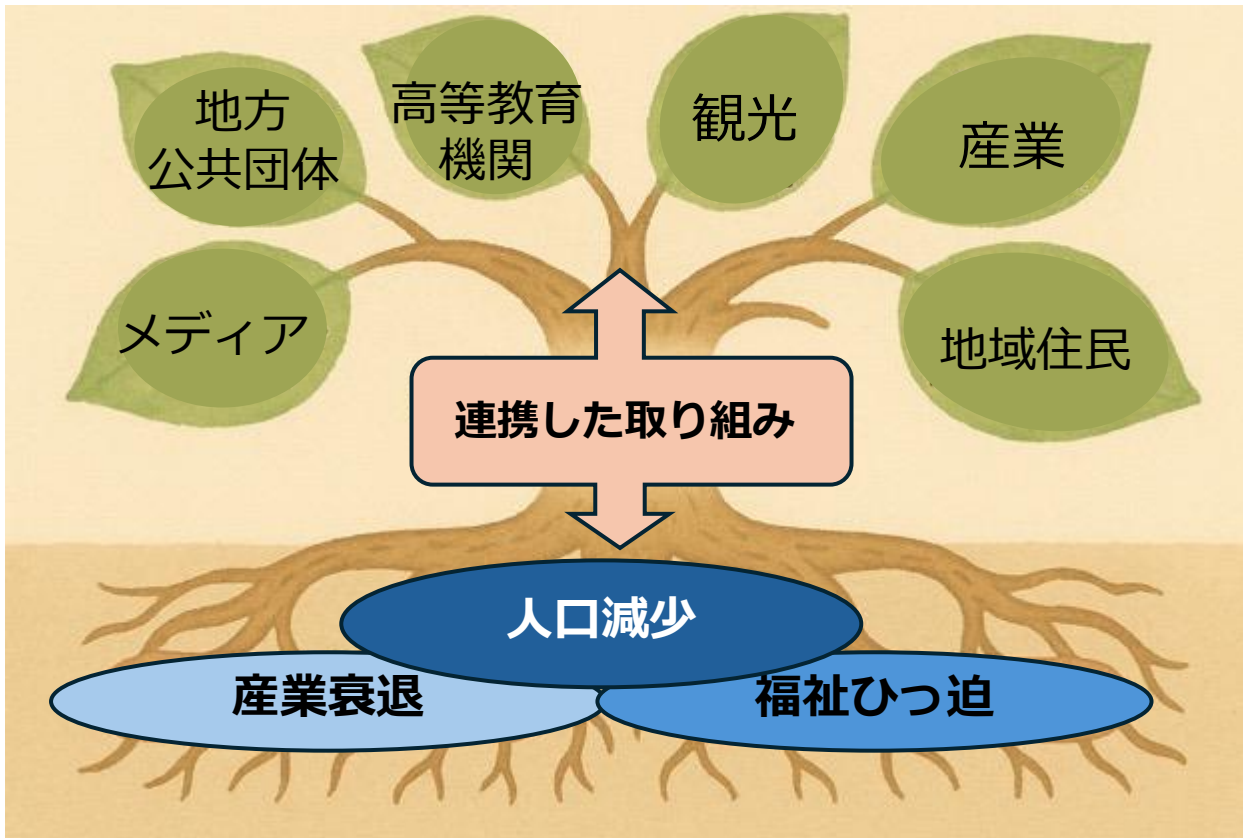 地方
公共団体
高等教育
機関
観光
産業
メディア
地域住民
連携した取り組み
人口減少
産業衰退
福祉ひっ迫